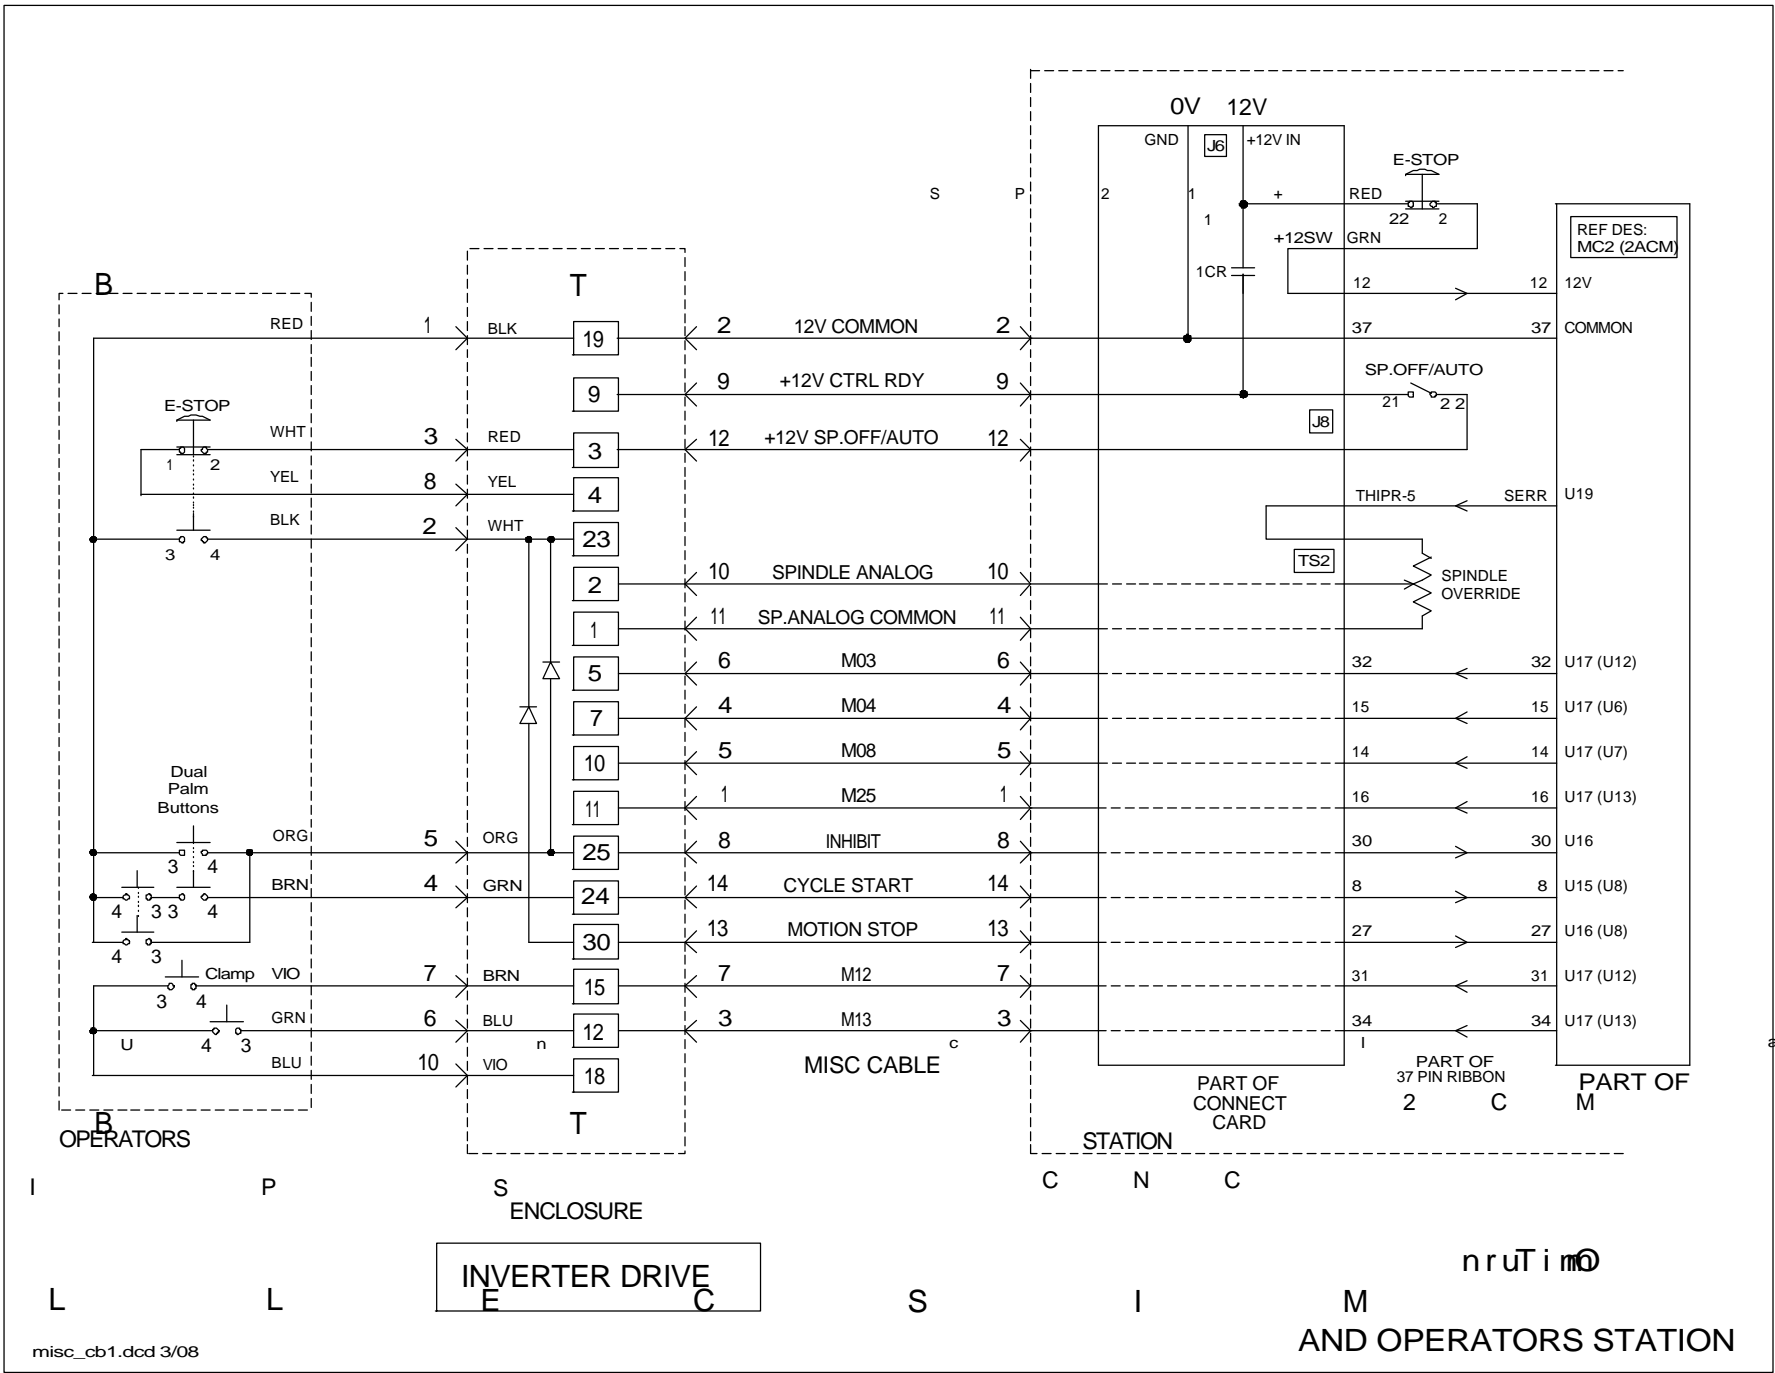 0V 12V
GND J6 +12V IN
E-STOP
S P 2 1 + RED
1 22 2
REF DES:
MC2 (2ACM)
+12SW GRN
1CR
B T
12 12 12V
RED 1 BLK 19 2 12V COMMON 2 37 37 COMMON
9 9 +12V CTRL RDY 9 SP.OFF/AUTO
21 2 2
E-STOP
J8
WHT 3 RED 3 12 +12V SP.OFF/AUTO 12
1 2
YEL 8 YEL 4
THIPR-5 SERR U19
BLK 2 WHT 23
3 4
TS2
2 10 SPINDLE ANALOG 10 SPINDLE
OVERRIDE
1 11 SP.ANALOG COMMON 11
5 6 M03 6 32 32 U17 (U12)
7 4 M04 4 15 15 U17 (U6)
10 5 M08 5 14 14 U17 (U7)
Dual
Palm
Buttons
11 1 M25 1 16 16 U17 (U13)
ORG 5 ORG 25 8 INHIBIT 8 30 30 U16
3 4
BRN 4 GRN 24 14 CYCLE START 14 8 8 U15 (U8)
4 3 3 4
30 13 MOTION STOP 13 27 27 U16 (U8)
4 3
Clamp VIO 7 BRN 15 7 M12 7 31 31 U17 (U12)
3 4
GRN 6 BLU 12 3 M13 3 34 34 U17 (U13)
U 4 3 n c I a
BLU 10 VIO 18 MISC CABLE
PART OF
37 PIN RIBBON
PART OF
CONNECT
CARD
PART OF
2 C M
B T
OPERATORS
STATION
I P S C N C
ENCLOSURE
nruTimO
INVERTER DRIVE
L L E C S I M
AND OPERATORS STATION
misc_cb1.dcd 3/08